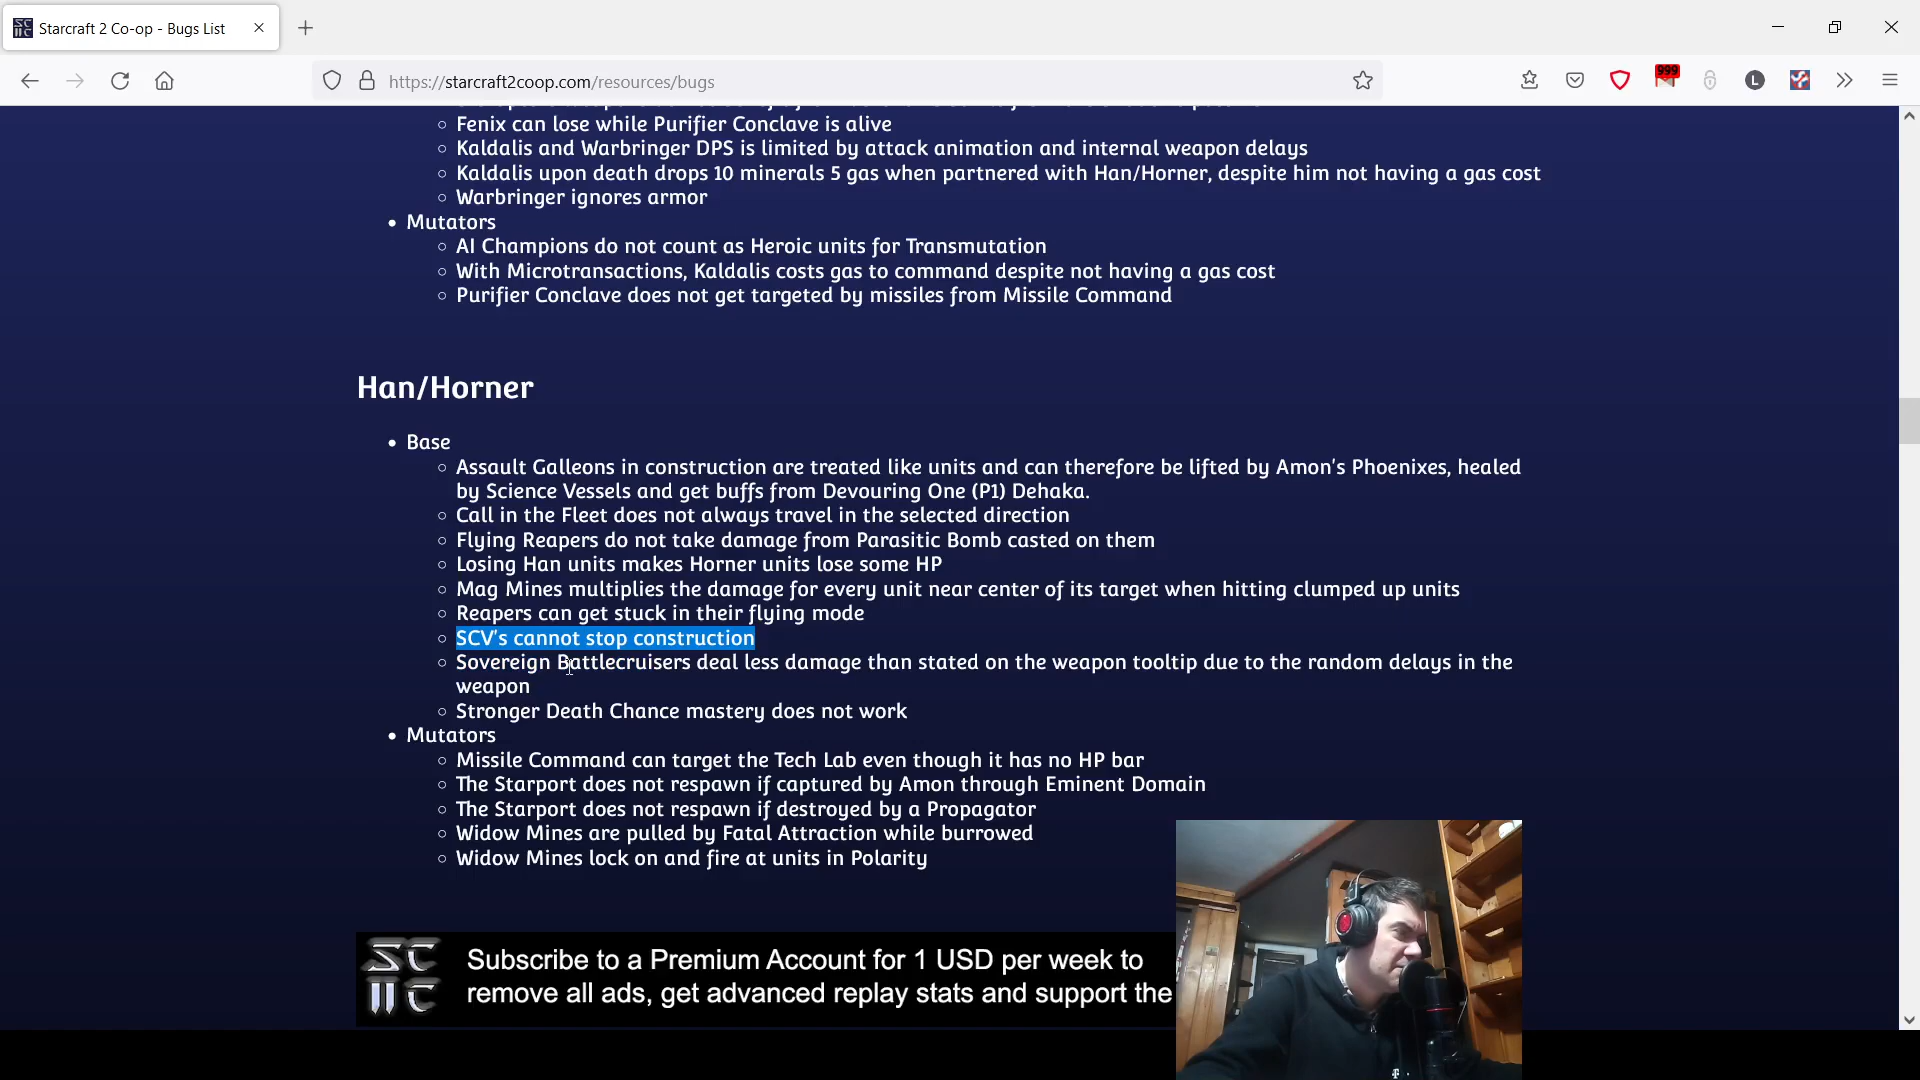 Starcraft 2 Co-op - Bugs List
https://starcraft2coop.com/resources/bugs
999
L
Fenix can lose while Purifier Conclave is alive
Kaldalis and Warbringer DPS is limited by attack animation and internal weapon delays
Kaldalis upon death drops 10 minerals 5 gas when partnered with Han/Horner, despite him not having a gas cost
Warbringer ignores armor
Mutators
AI Champions do not count as Heroic units for Transmutation
With Microtransactions, Kaldalis costs gas to command despite not having a gas cost
Purifier Conclave does not get targeted by missiles from Missile Command
Han/Horner
Base
Assault Galleons in construction are treated like units and can therefore be lifted by Amon's Phoenixes, healed
by Science Vessels and get buffs from Devouring One (P1) Dehaka.
Call in the Fleet does not always travel in the selected direction
Flying Reapers do not take damage from Parasitic Bomb casted on them
Losing Han units makes Horner units lose some HP
Mag Mines multiplies the damage for every unit near center of its target when hitting clumped up units
Reapers can get stuck in their flying mode
SCV's cannot stop construction
Sovereign Battlecruisers deal less damage than stated on the weapon tooltip due to the random delays in the
weapon
Stronger Death Chance mastery does not work
Mutators
Missile Command can target the Tech Lab even though it has no HP bar
The Starport does not respawn if captured by Amon through Eminent Domain
The Starport does not respawn if destroyed by a Propagator
Widow Mines are pulled by Fatal Attraction while burrowed
Widow Mines lock on and fire at units in Polarity
SC
IIC
Subscribe to a Premium Account for 1 USD per week to
remove all ads, get advanced replay stats and support the